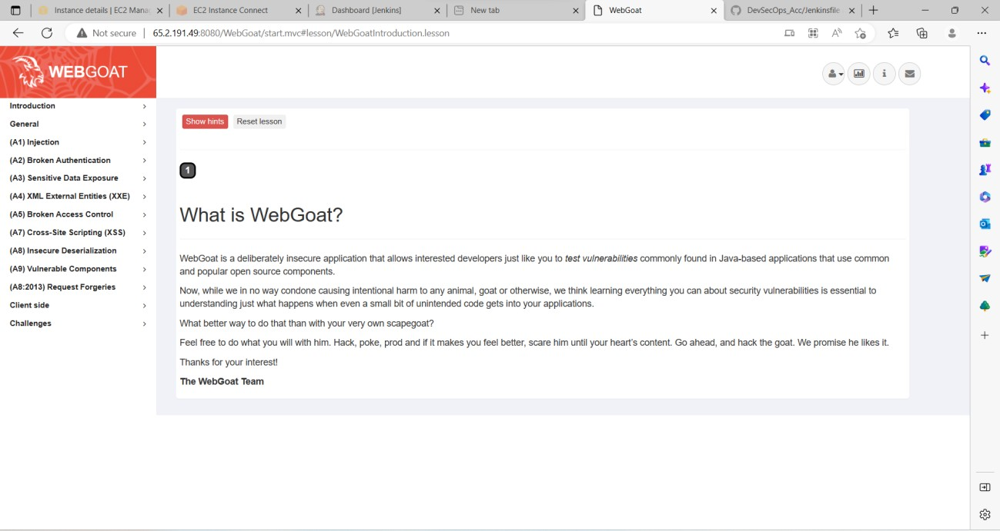 Instance details | EC2 Mana
EC2 Instance Connect
Dashboard [Jenkins]
New tab
WebGoat
DevSecOps_Acc/Jenkinsfile
Not secure
65.2.191.49:8080/WebGoat/start.mvc#lesson/WebGoatIntroduction.lesson
WEBGOAT
Introduction
General
(A1) Injection
(A2) Broken Authentication
(A3) Sensitive Data Exposure
(A4) XML External Entities (XXE)
(A5) Broken Access Control
(A7) Cross-Site Scripting (XSS)
(A8) Insecure Deserialization
(A9) Vulnerable Components
(A8:2013) Request Forgeries
Client side
Challenges
Show hints
Reset lesson
1
What is WebGoat?
WebGoat is a deliberately insecure application that allows interested developers just like you to test vulnerabilities commonly found in Java-based applications that use common
and popular open source components.
Now, while we in no way condone causing intentional harm to any animal, goat or otherwise, we think learning everything you can about security vulnerabilities is essential to
understanding just what happens when even a small bit of unintended code gets into your applications.
What better way to do that than with your very own scapegoat?
Feel free to do what you will with him. Hack, poke, prod and if it makes you feel better, scare him until your heart's content. Go ahead, and hack the goat. We promise he likes it.
Thanks for your interest!
The WebGoat Team